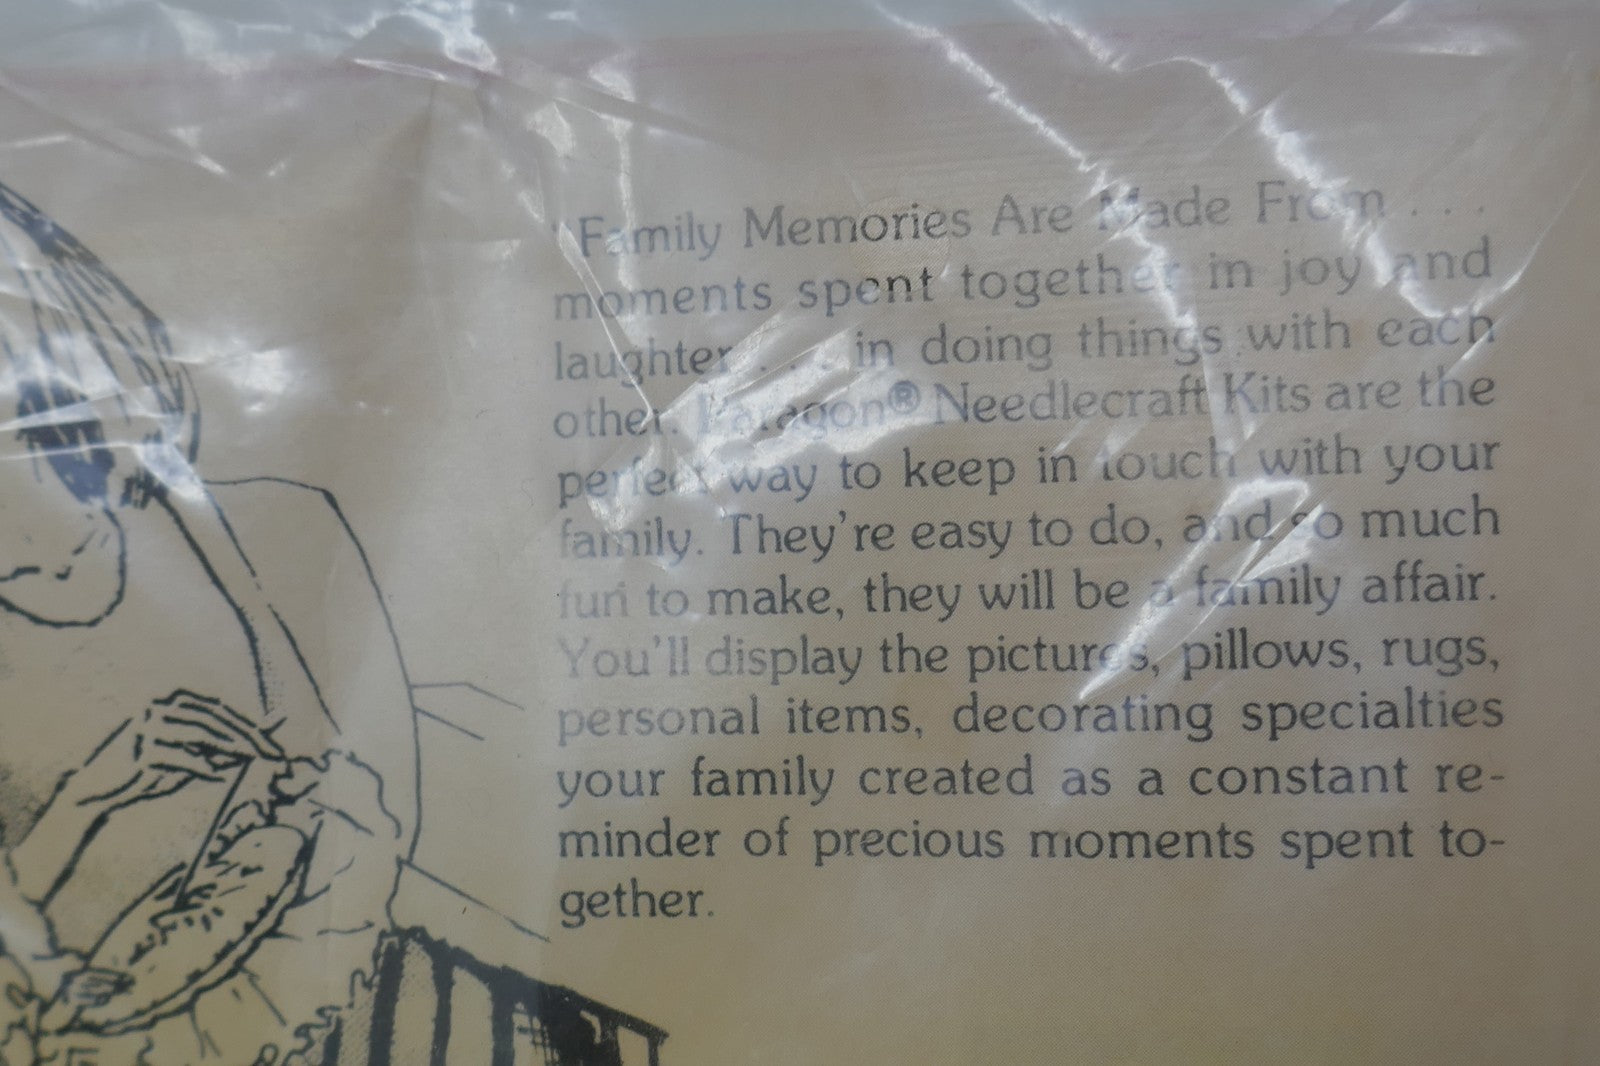 "Family Memories Are Made From . . .
moments spent together in joy and
laughter . . . in doing things with each
other. Paragon® Needlecraft Kits are the
perfect way to keep in touch with your
family. They're easy to do, and so much
fun to make, they will be a family affair.
You'll display the pictures, pillows, rugs,
personal items, decorating specialties
your family created as a constant re-
minder of precious moments spent to-
gether.